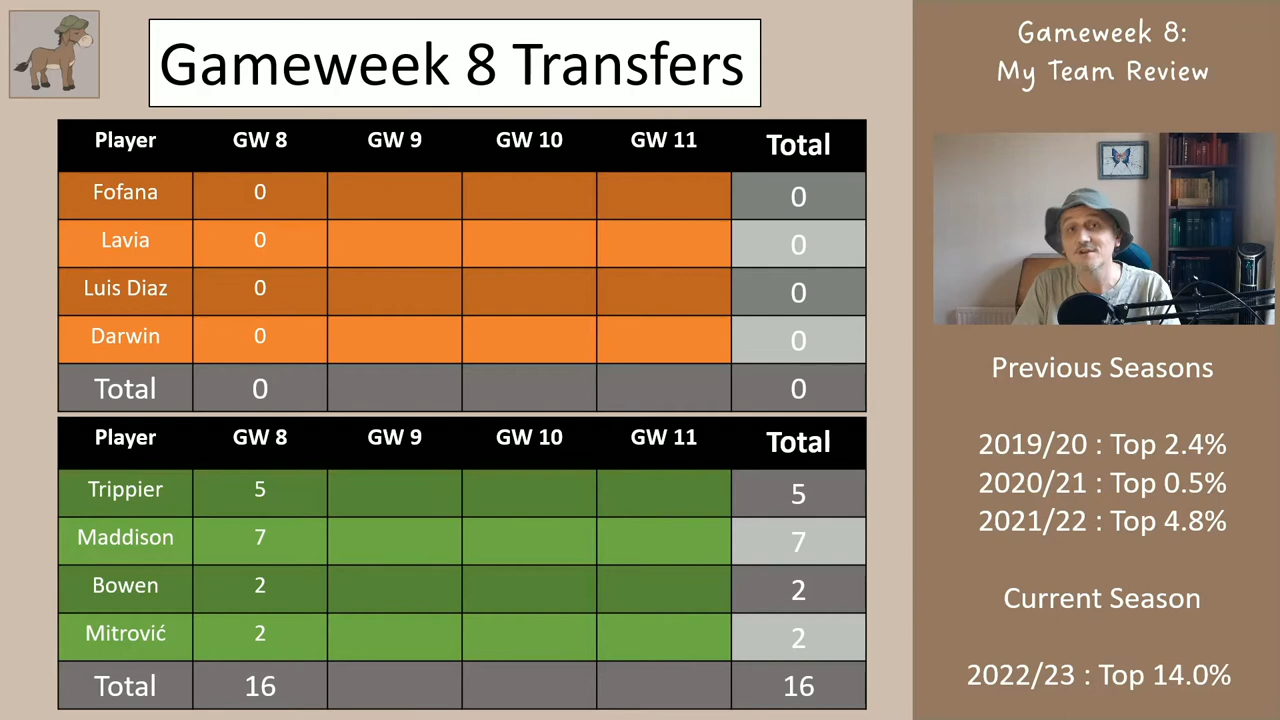 Gameweek 8 Transfers
Player GW 8 GW 9 GW 10 GW 11 Total
Fofana 0 0
Lavia 0 0
Luis Diaz 0 0
Darwin 0 0
Total 0 0
Player GW 8 GW 9 GW 10 GW 11 Total
Trippier 5 5
Maddison 7 7
Bowen 2 2
Mitrović 2 2
Total 16 16
Gameweek 8:
My Team Review
Previous Seasons
2019/20 : Top 2.4%
2020/21 : Top 0.5%
2021/22 : Top 4.8%
Current Season
2022/23 : Top 14.0%